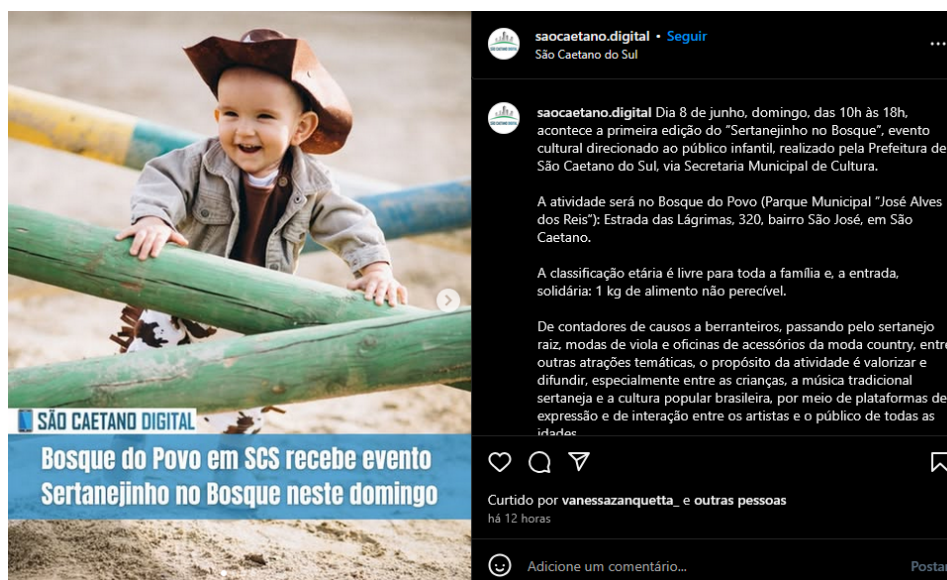 SÃO CAETANO DIGITAL
Bosque do Povo em SCS recebe evento
Sertanejinho no Bosque neste domingo
saocaetano.digital • Seguir
São Caetano do Sul
saocaetano.digital Dia 8 de junho, domingo, das 10h às 18h,
acontece a primeira edição do "Sertanejinho no Bosque", evento
cultural direcionado ao público infantil, realizado pela Prefeitura de
São Caetano do Sul, via Secretaria Municipal de Cultura.
A atividade será no Bosque do Povo (Parque Municipal "José Alves
dos Reis"): Estrada das Lágrimas, 320, bairro São José, em São
Caetano.
A classificação etária é livre para toda a família e, a entrada,
solidária: 1 kg de alimento não perecível.
De contadores de causos a berranteiros, passando pelo sertanejo
raiz, modas de viola e oficinas de acessórios da moda country, entre
outras atrações temáticas, o propósito da atividade é valorizar e
difundir, especialmente entre as crianças, a música tradicional
sertaneja e a cultura popular brasileira, por meio de plataformas de
expressão e de interação entre os artistas e o público de todas as
idades
Curtido por vanessazanquetta_ e outras pessoas
há 12 horas
Adicione um comentário...
Postar